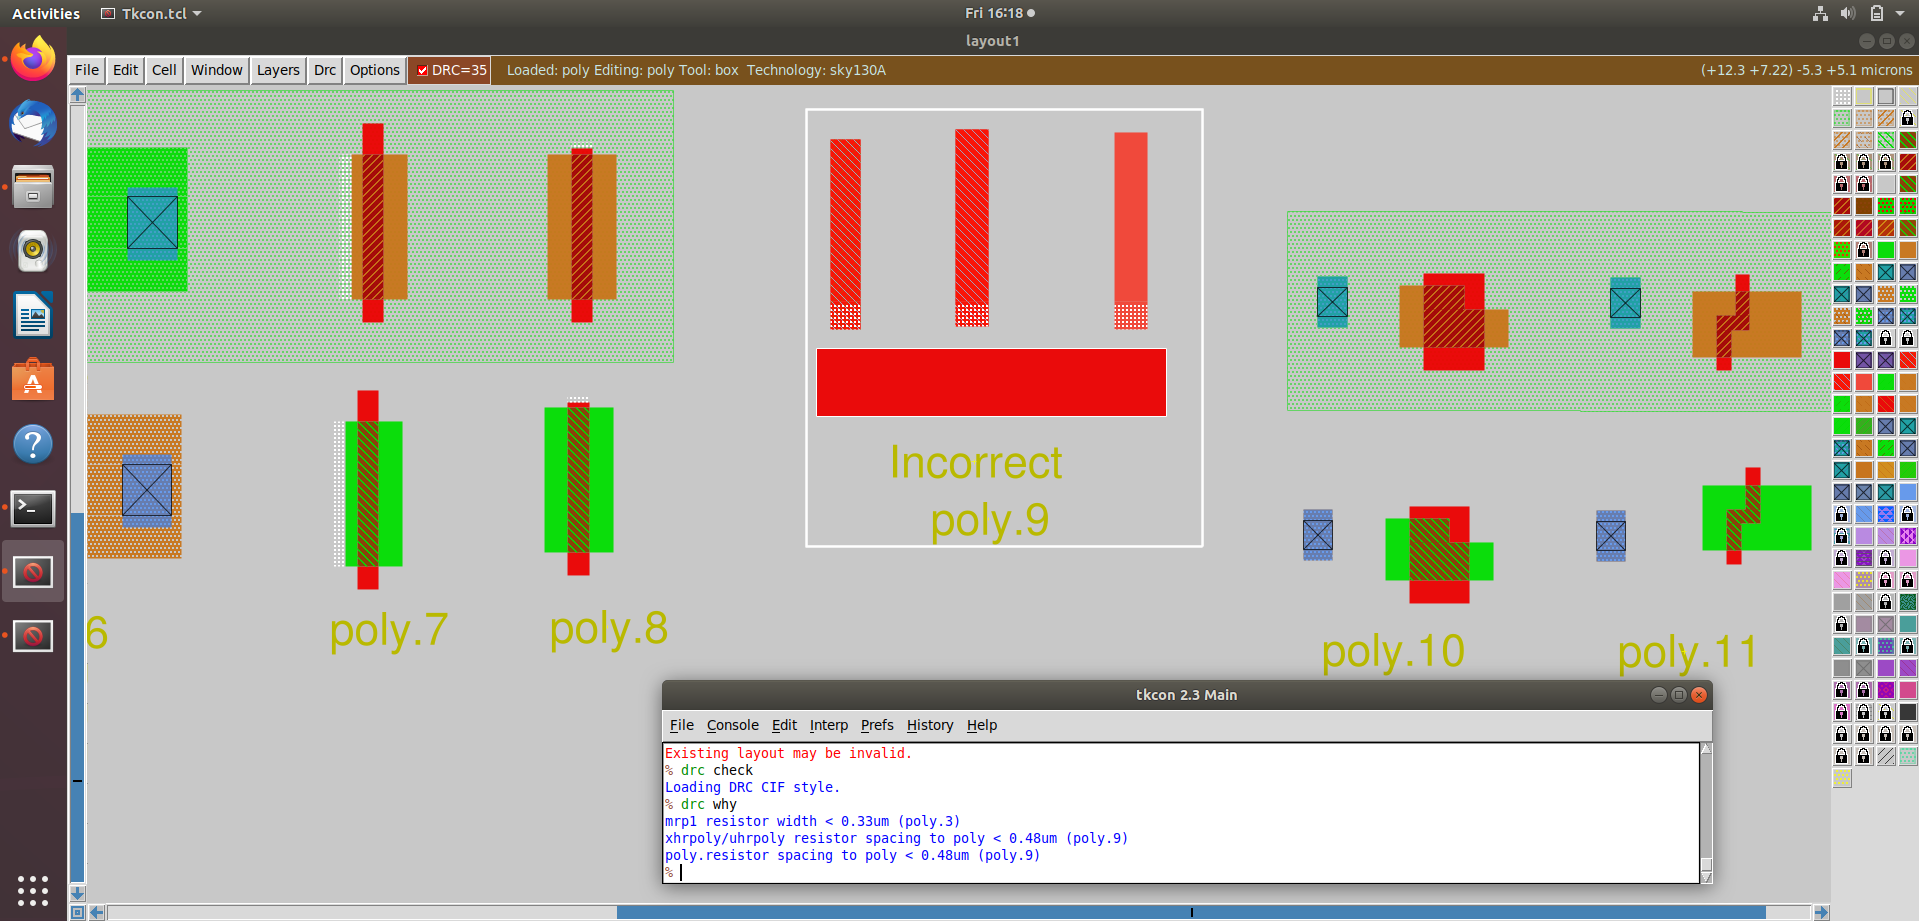 Activities
Tkcon.tcl
Fri 16:18
layout1
File Edit Cell Window Layers Drc Options DRC=35 Loaded: poly Editing: poly Tool: box Technology: sky130A (+12.3 +7.22) -5.3 +5.1 microns
Incorrect
poly.9
6
poly.7
poly.8
poly.10
poly.11
tkcon 2.3 Main
File Console Edit Interp Prefs History Help
Existing layout may be invalid.
% drc check
Loading DRC CIF style.
% drc why
mrp1 resistor width < 0.33um (poly.3)
xhrpoly/uhrpoly resistor spacing to poly < 0.48um (poly.9)
poly.resistor spacing to poly < 0.48um (poly.9)
%